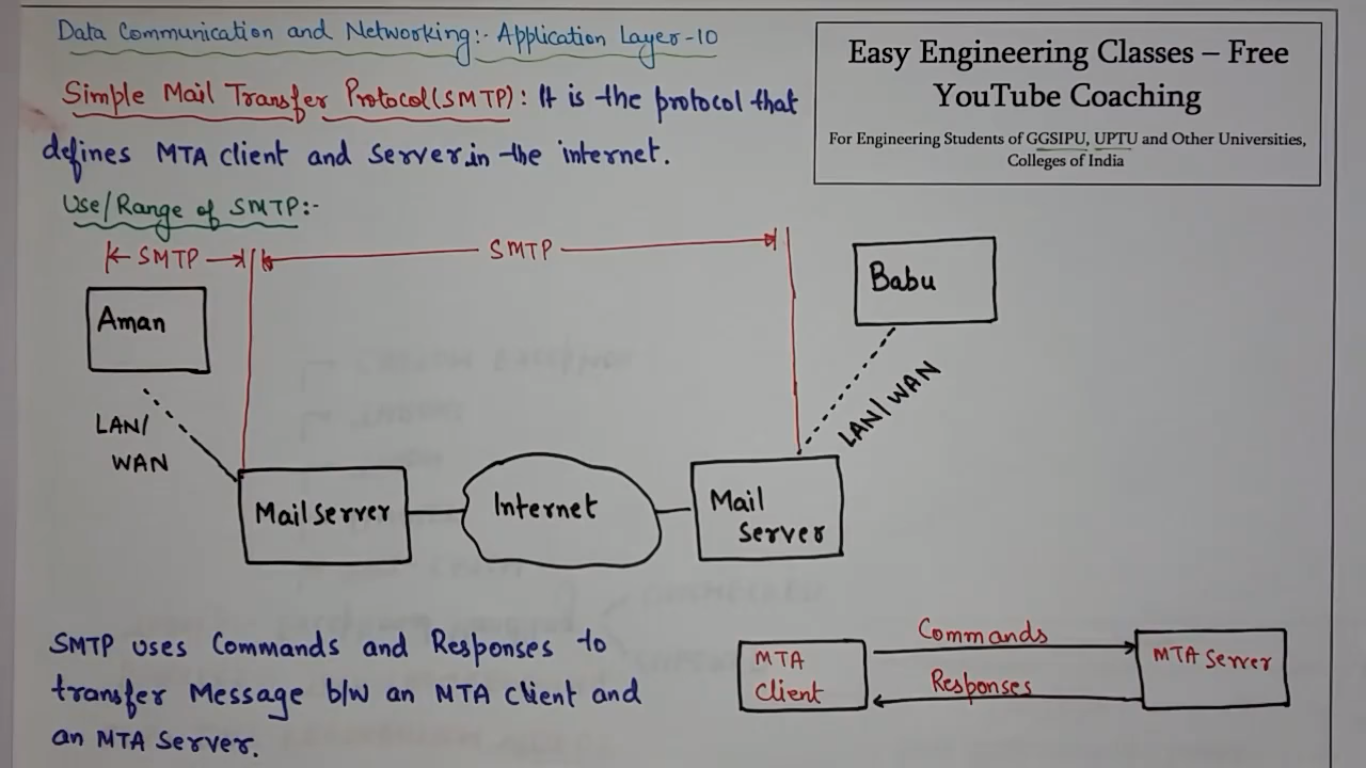 Data Communication and Networking:- Application Layer-10
Easy Engineering Classes – Free
YouTube Coaching
For Engineering Students of GGSIPU, UPTU and Other Universities,
Colleges of India
Simple Mail Transfer Protocol(SMTP): It is the protocol that
defines MTA client and server in the internet.
Use/Range of SMTP:-
SMTP
SMTP
Aman
Babu
LAN/
WAN
LAN/WAN
Mail server
Internet
Mail
Server
SMTP uses Commands and Responses to
transfer Message b/w an MTA Client and
an MTA Server.
MTA
Client
Commands
Responses
MTA Server